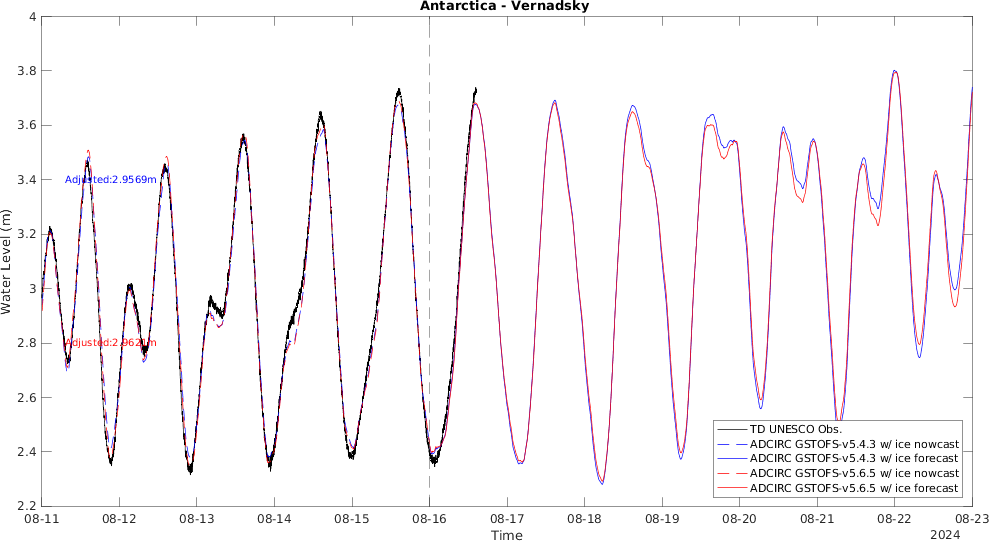 Antarctica - Vernadsky
Water Level (m)
4
3.8
3.6
3.4
3.2
3
2.8
2.6
2.4
2.2
Adjusted:2.9569m
Adjusted:2.9621m
TD UNESCO Obs.
ADCIRC GSTOFS-v5.4.3 w/ ice nowcast
ADCIRC GSTOFS-v5.4.3 w/ ice forecast
ADCIRC GSTOFS-v5.6.5 w/ ice nowcast
ADCIRC GSTOFS-v5.6.5 w/ ice forecast
08-11 08-12 08-13 08-14 08-15 08-16 08-17 08-18 08-19 08-20 08-21 08-22 08-23
Time
2024